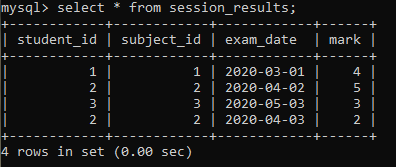 mysql> select * from session_results;
+------------+------------+------------+------+
| student_id | subject_id | exam_date  | mark |
+------------+------------+------------+------+
|          1 |          1 | 2020-03-01 |    4 |
|          2 |          2 | 2020-04-02 |    5 |
|          3 |          3 | 2020-05-03 |    3 |
|          2 |          2 | 2020-04-03 |    2 |
+------------+------------+------------+------+
4 rows in set (0.00 sec)